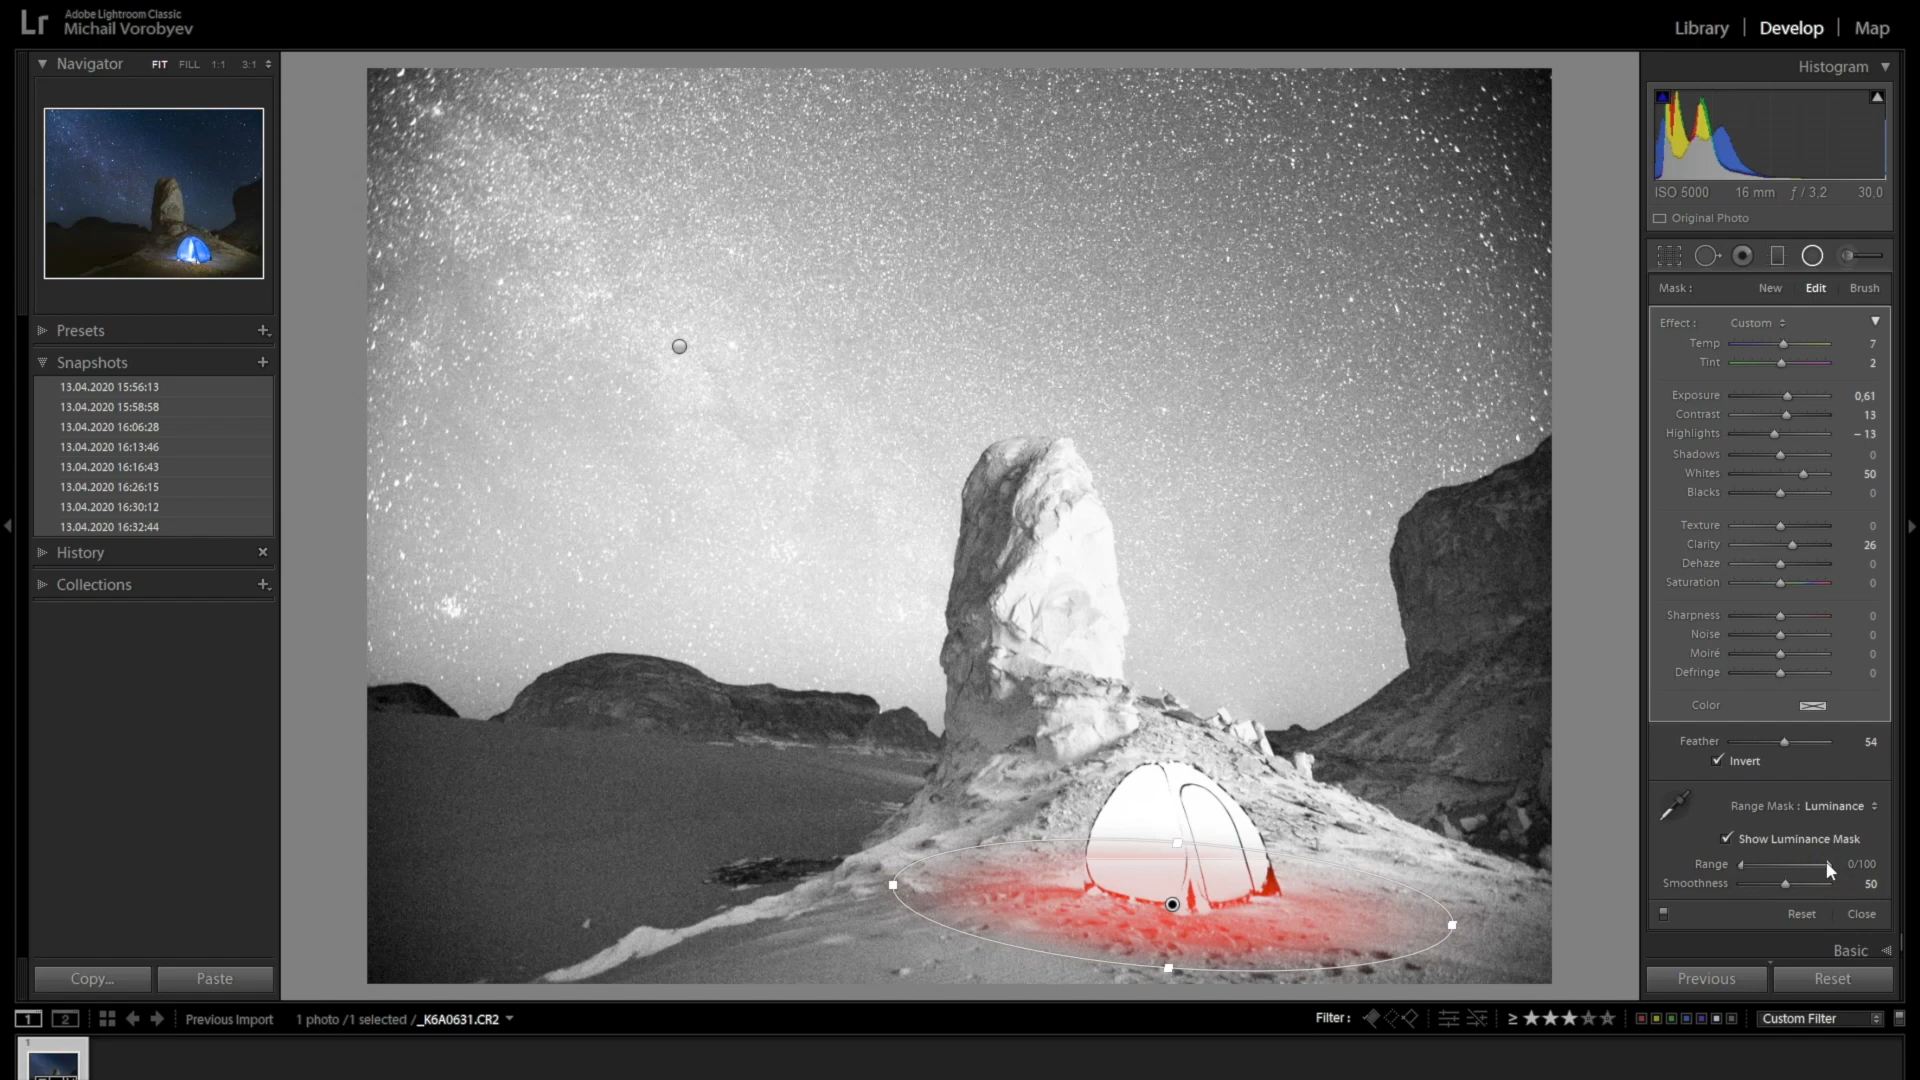 Lr
Adobe Lightroom Classic
Michail Vorobyev
Library | Develop | Map
Navigator FIT FILL 1:1 3:1
Histogram
ISO 5000 16 mm ƒ / 3,2 30,0
Original Photo
Mask : New Edit Brush
Effect : Custom
Temp 7
Tint 2
Exposure 0,61
Contrast 13
Highlights – 13
Shadows 0
Whites 50
Blacks 0
Texture 0
Clarity 26
Dehaze 0
Saturation 0
Sharpness 0
Noise 0
Moiré 0
Defringe 0
Color
Feather 54
Invert
Range Mask : Luminance
Show Luminance Mask
Range 0/100
Smoothness 50
Reset Close
Basic
Previous Reset
Presets
Snapshots
13.04.2020 15:56:13
13.04.2020 15:58:58
13.04.2020 16:06:28
13.04.2020 16:13:46
13.04.2020 16:16:43
13.04.2020 16:26:15
13.04.2020 16:30:12
13.04.2020 16:32:44
History
Collections
Copy... Paste
1 2 Previous Import 1 photo /1 selected /_K6A0631.CR2 Filter : ≥ Custom Filter
1